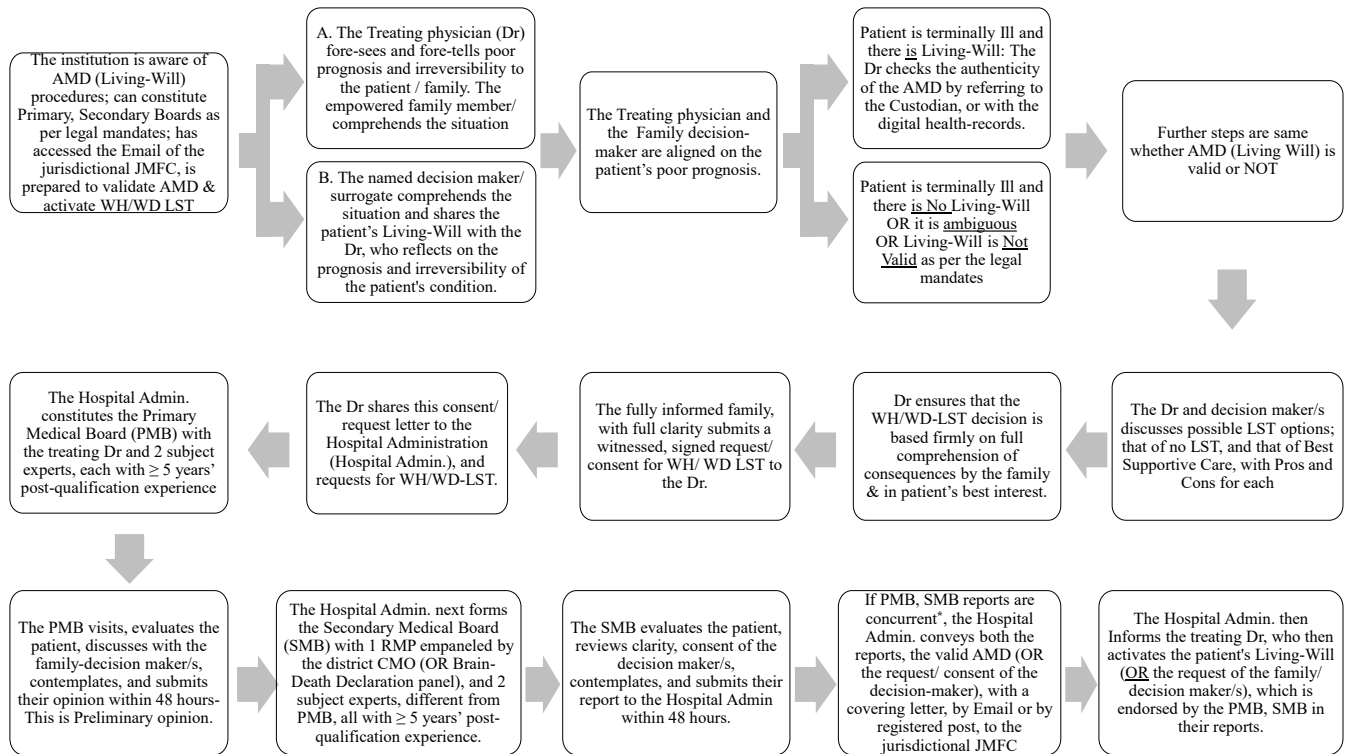 The institution is aware of
AMD (Living-Will)
procedures; can constitute
Primary, Secondary Boards as
per legal mandates; has
accessed the Email of the
jurisdictional JMFC, is
prepared to validate AMD &
activate WH/WD LST
A. The Treating physician (Dr)
fore-sees and fore-tells poor
prognosis and irreversibility to
the patient / family. The
empowered family member/
comprehends the situation
B. The named decision maker/
surrogate comprehends the
situation and shares the
patient's Living-Will with the
Dr, who reflects on the
prognosis and irreversibility of
the patient's condition.
The Treating physician and
the Family decision-
maker are aligned on the
patient's poor prognosis.
Patient is terminally Ill and
there is Living-Will: The
Dr checks the authenticity
of the AMD by referring to
the Custodian, or with the
digital health-records.
Patient is terminally Ill and
there is No Living-Will
OR it is ambiguous
OR Living-Will is Not
Valid as per the legal
mandates
Further steps are same
whether AMD (Living Will) is
valid or NOT
The Dr and decision maker/s
discusses possible LST options;
that of no LST, and that of Best
Supportive Care, with Pros and
Cons for each
Dr ensures that the
WH/WD-LST decision is
based firmly on full
comprehension of
consequences by the family
& in patient's best interest.
The fully informed family,
with full clarity submits a
witnessed, signed request/
consent for WH/ WD LST to
the Dr.
The Dr shares this consent/
request letter to the
Hospital Administration
(Hospital Admin.), and
requests for WH/WD-LST.
The Hospital Admin.
constitutes the Primary
Medical Board (PMB) with
the treating Dr and 2 subject
experts, each with ≥ 5 years'
post-qualification experience
The PMB visits, evaluates the
patient, discusses with the
family-decision maker/s,
contemplates, and submits
their opinion within 48 hours-
This is Preliminary opinion.
The Hospital Admin. next forms
the Secondary Medical Board
(SMB) with 1 RMP empaneled by
the district CMO (OR Brain-
Death Declaration panel), and
2 subject experts, different from
PMB, all with ≥ 5 years' post-
qualification experience.
The SMB evaluates the patient,
reviews clarity, consent of the
decision maker/s,
contemplates, and submits their
report to the Hospital Admin
within 48 hours.
If PMB, SMB reports are
concurrent*, the Hospital
Admin. conveys both the
reports, the valid AMD (OR
the request/ consent of the
decision-maker), with a
covering letter, by Email or by
registered post, to the
jurisdictional JMFC
The Hospital Admin. then
Informs the treating Dr, who then
activates the patient's Living-Will
(OR the request of the family/
decision maker/s), which is
endorsed by the PMB, SMB in
their reports.